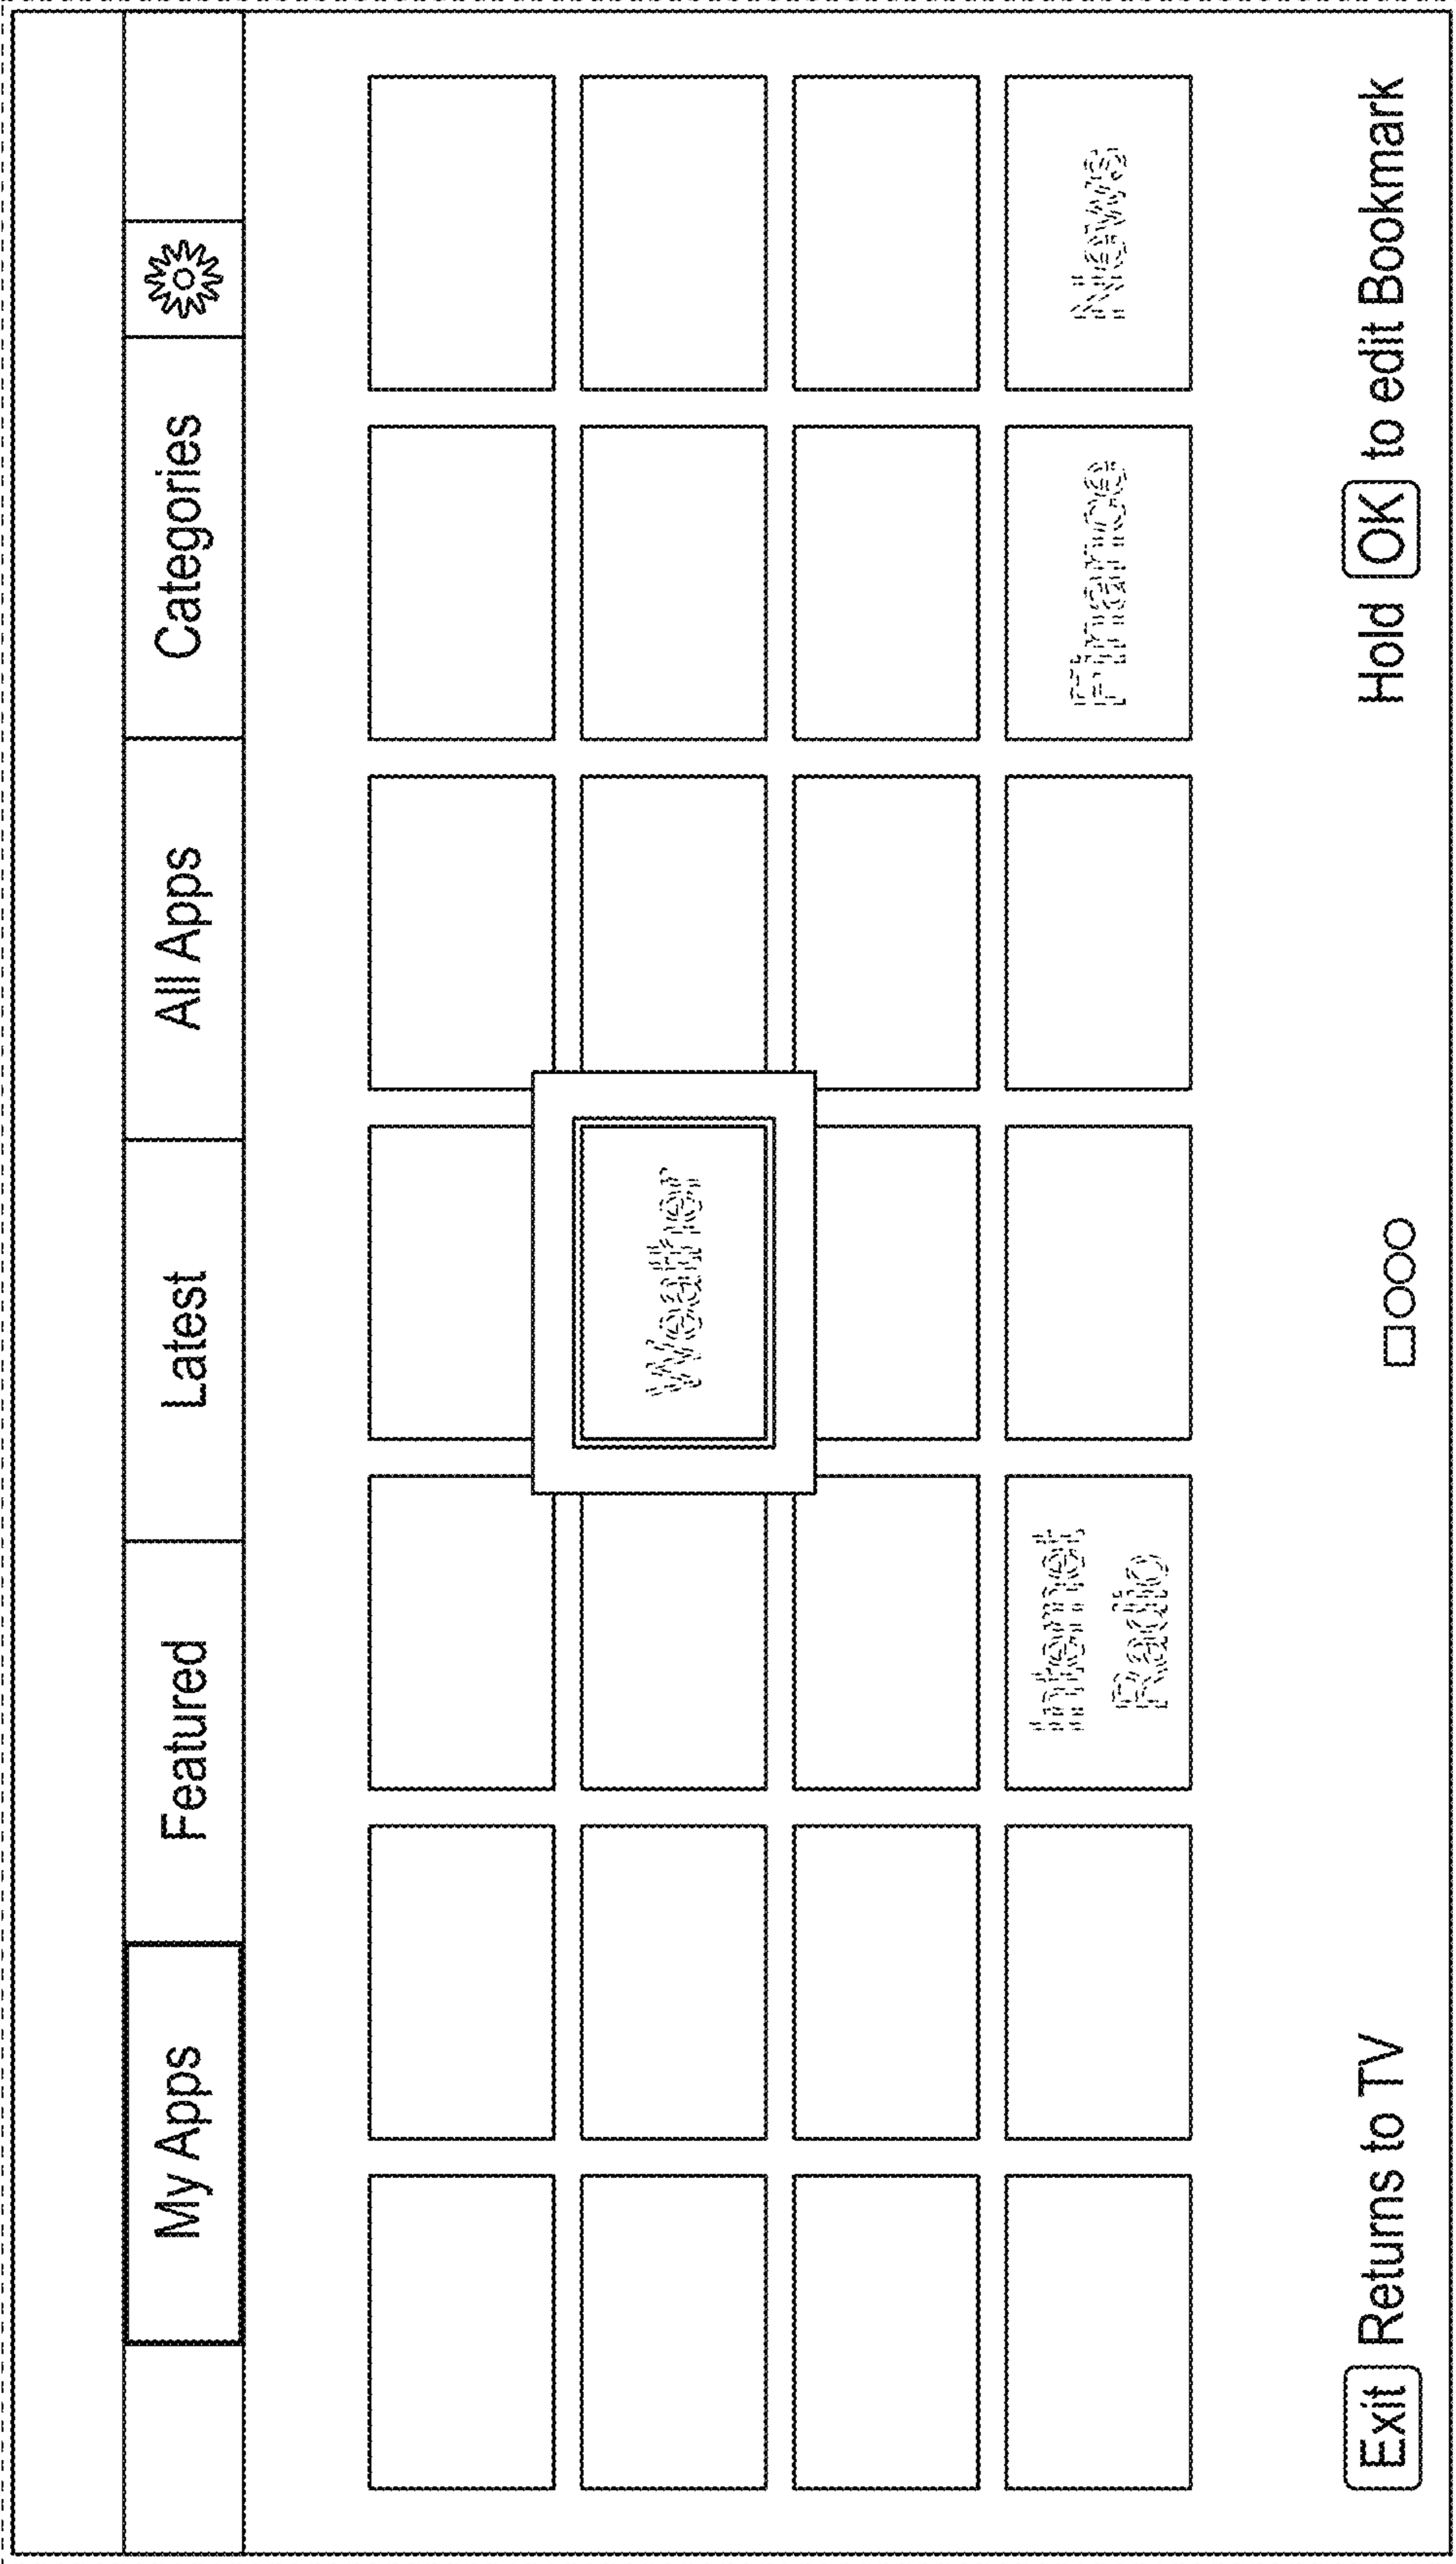 My Apps
Featured
Latest
All Apps
Categories
Weather
Internet
Radio
Finance
News
Exit Returns to TV
Hold OK to edit Bookmark